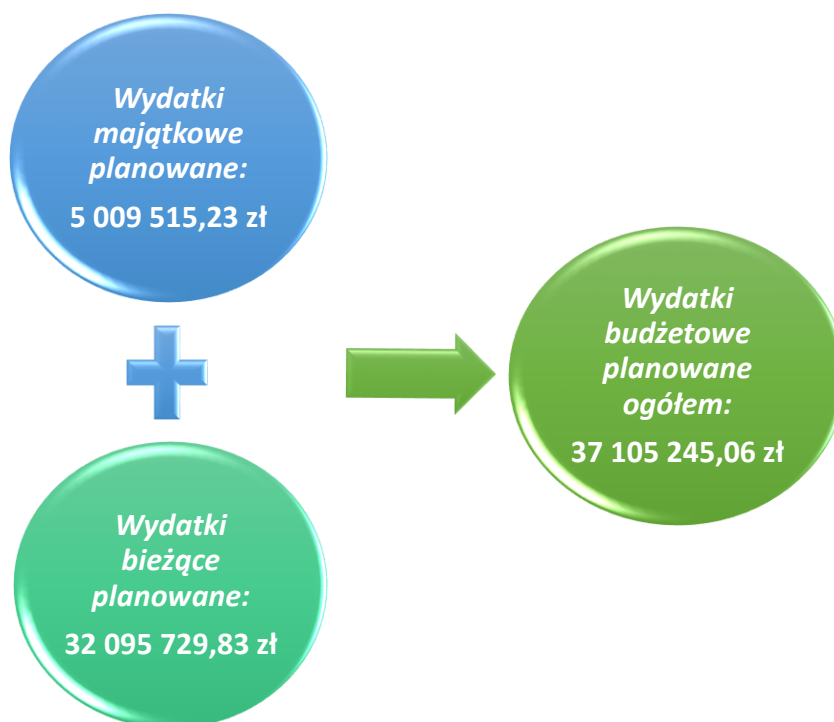 Wydatki
majątkowe
planowane:
5 009 515,23 zł
Wydatki
bieżące
planowane:
32 095 729,83 zł
Wydatki
budżetowe
planowane
ogółem:
37 105 245,06 zł